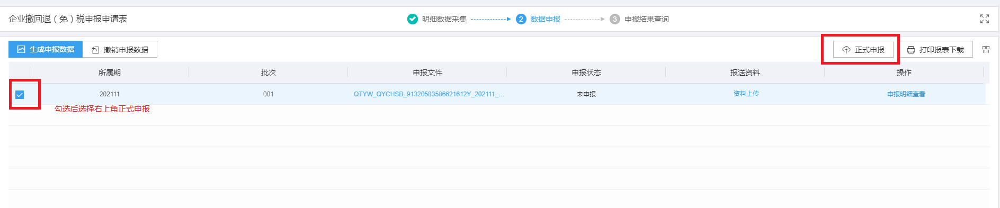 企业撤回退（免）税申报申请表
明细数据采集 2 数据申报 3 申报结果查询
生成申报数据 撤销申报数据 正式申报 打印报表下载
所属期 批次 申报文件 申报状态 报送资料 操作
202111 001 QTYW_QYCHSB_91320583586621612Y_202111_... 未申报 资料上传 申报明细查看
勾选后选择右上角正式申报